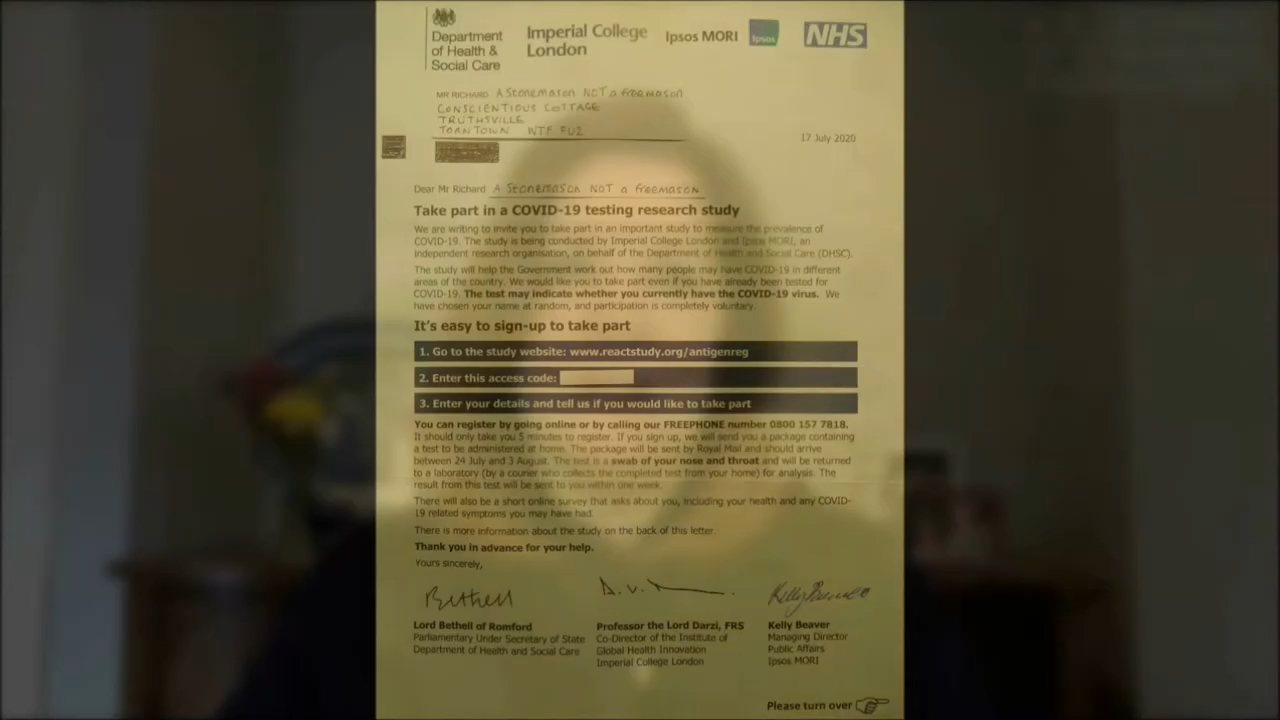 Department
of Health &
Social Care
Imperial College
London
Ipsos MORI
Ipsos
NHS
MR RICHARD A Stonemason NOT a freemason
CONSCIENTIOUS COTTAGE
TRUTHSVILLE
TORNTOWN WTF FU2
17 July 2020
Dear Mr Richard A Stonemason NOT a freemason
Take part in a COVID-19 testing research study
We are writing to invite you to take part in an important study to measure the prevalence of
COVID-19. The study is being conducted by Imperial College London and Ipsos MORI, an
independent research organisation, on behalf of the Department of Health and Social Care (DHSC).
The study will help the Government work out how many people may have COVID-19 in different
areas of the country. We would like you to take part even if you have already been tested for
COVID-19. The test may indicate whether you currently have the COVID-19 virus. We
have chosen your name at random, and participation is completely voluntary.
It's easy to sign-up to take part
1. Go to the study website: www.reactstudy.org/antigenreg
2. Enter this access code:
3. Enter your details and tell us if you would like to take part
You can register by going online or by calling our FREEPHONE number 0800 157 7818.
It should only take you 5 minutes to register. If you sign up, we will send you a package containing
a test to be administered at home. The package will be sent by Royal Mail and should arrive
between 24 July and 3 August. The test is a swab of your nose and throat and will be returned
to a laboratory (by a courier who collects the completed test from your home) for analysis. The
result from this test will be sent to you within one week.
There will also be a short online survey that asks about you, including your health and any COVID-
19 related symptoms you may have had.
There is more information about the study on the back of this letter.
Thank you in advance for your help.
Yours sincerely,
Bethell
Kelly Beaver
Lord Bethell of Romford
Parliamentary Under Secretary of State
Department of Health and Social Care
Professor the Lord Darzi, FRS
Co-Director of the Institute of
Global Health Innovation
Imperial College London
Kelly Beaver
Managing Director
Public Affairs
Ipsos MORI
Please turn over